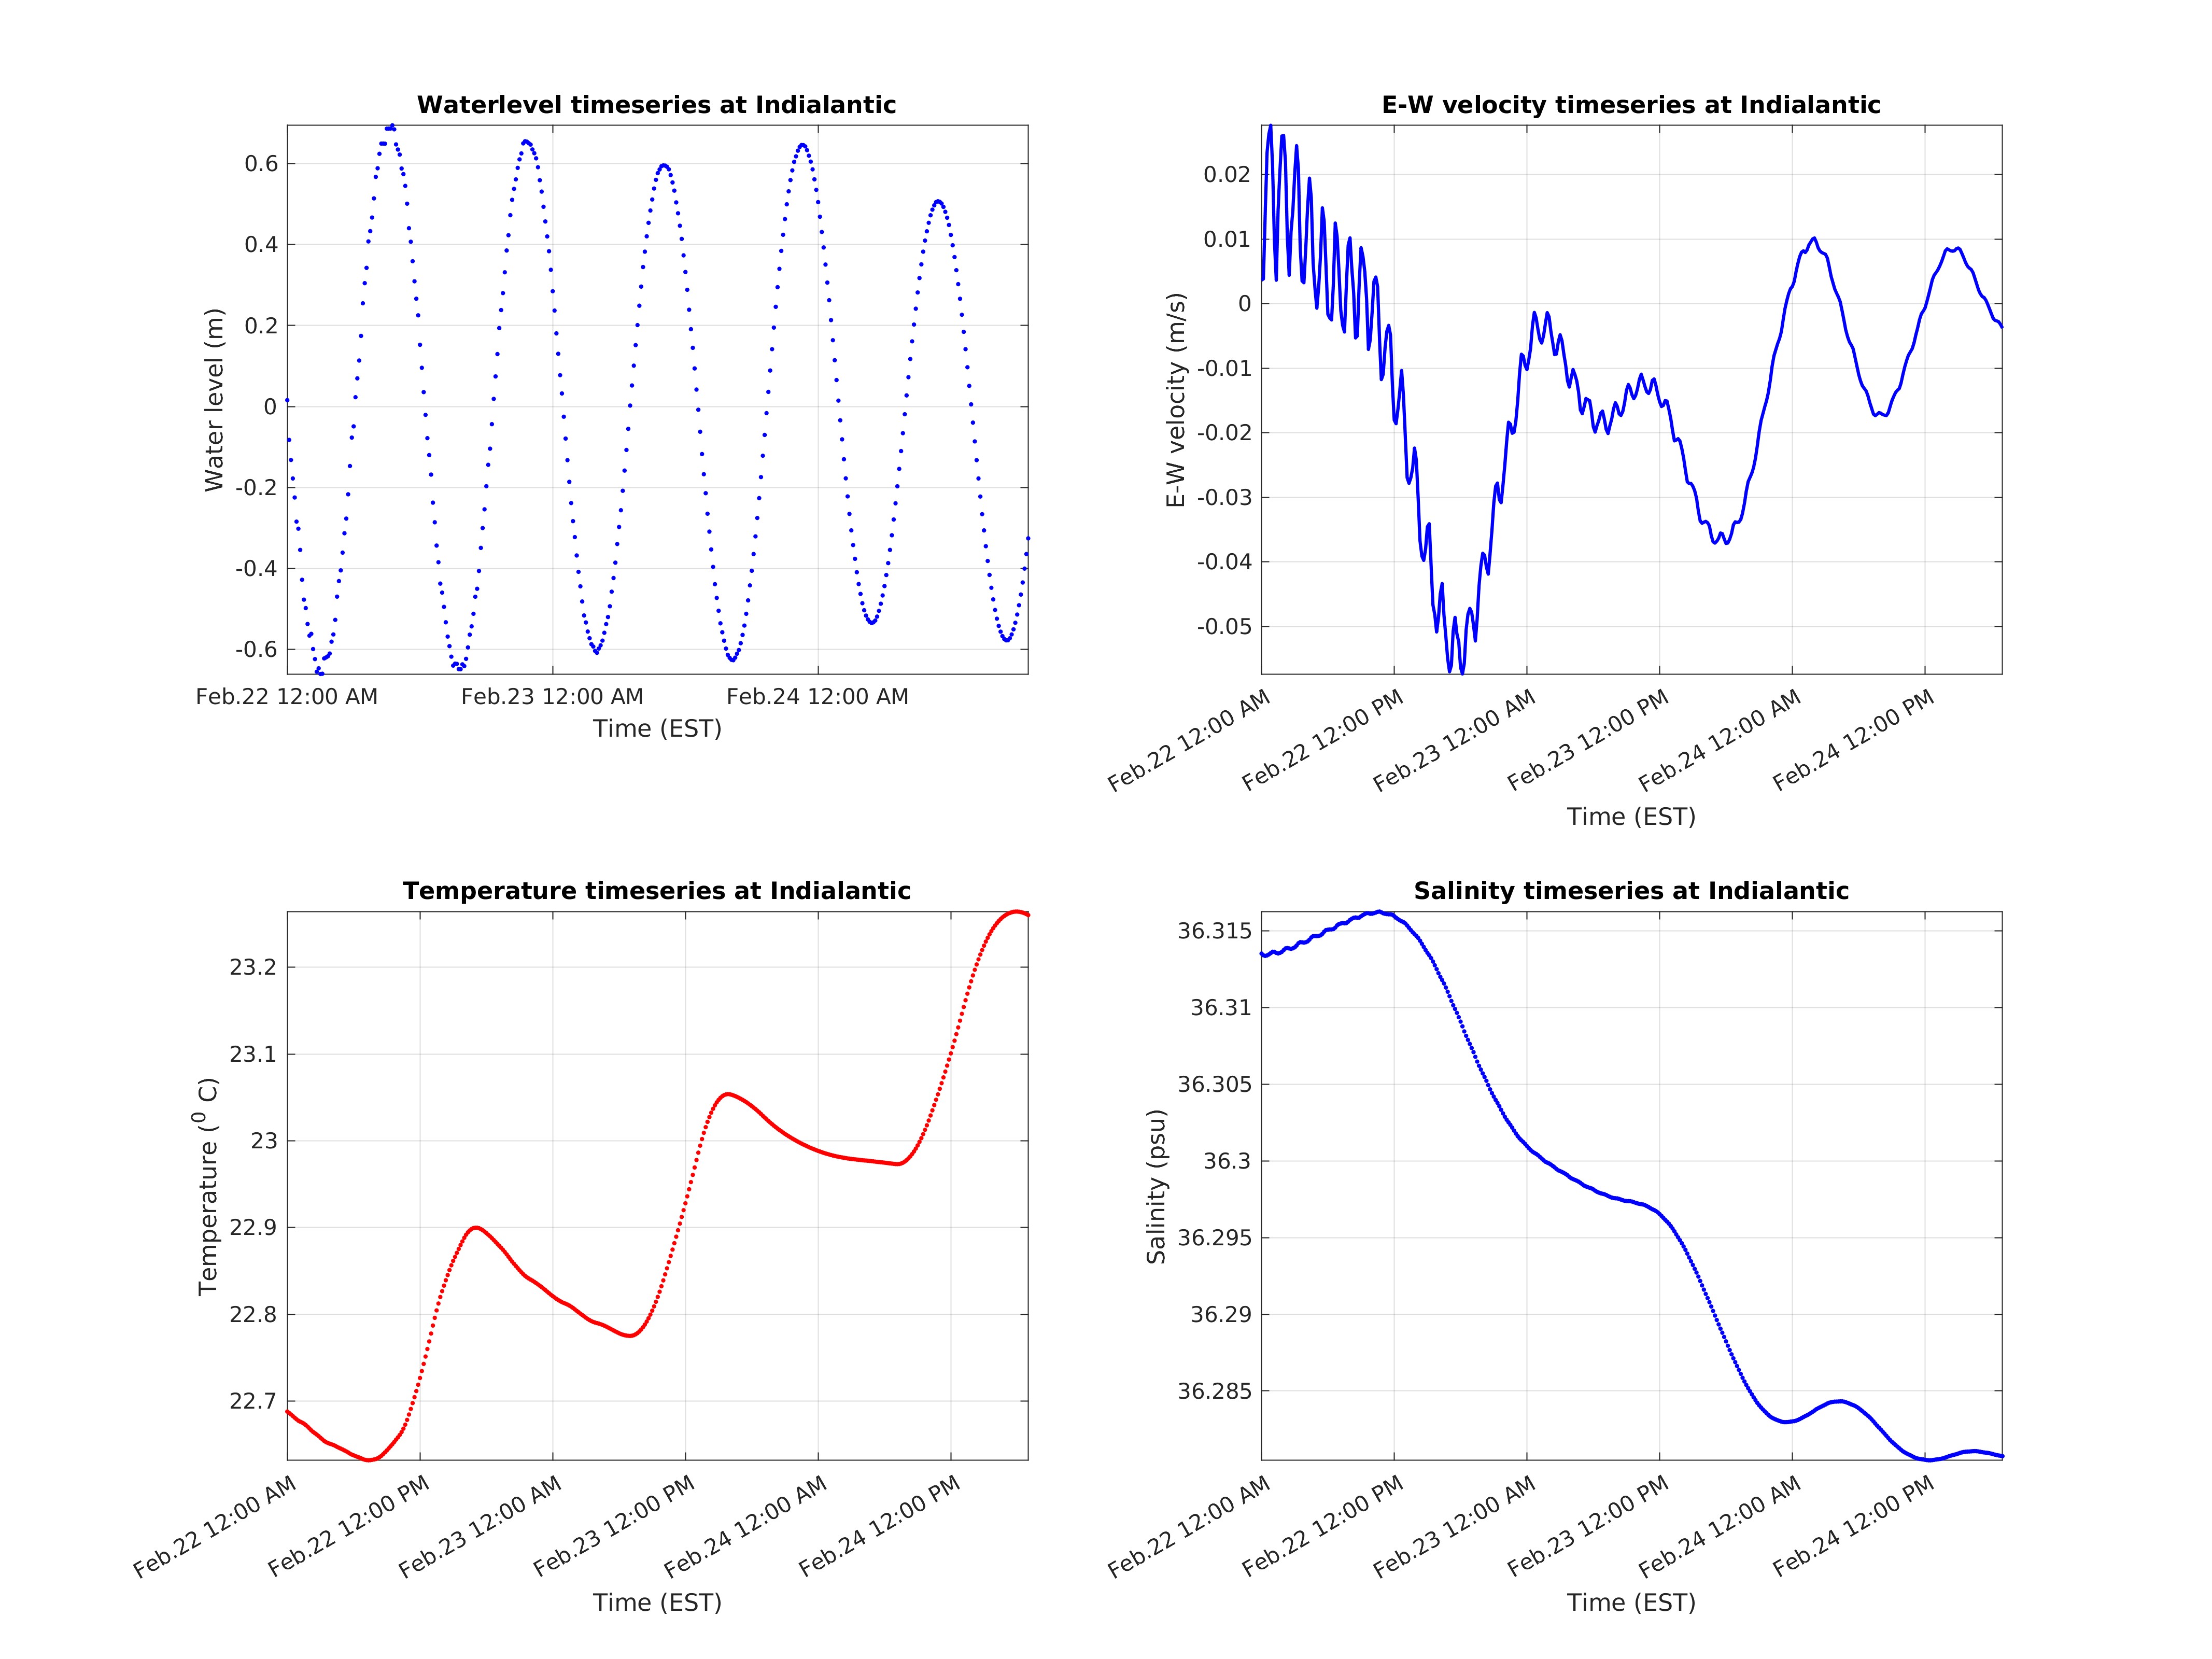 Waterlevel timeseries at Indialantic
0.6
0.4
0.2
0
-0.2
-0.4
-0.6
Water level (m)
Feb.22 12:00 AM
Feb.23 12:00 AM
Feb.24 12:00 AM
Time (EST)
E-W velocity timeseries at Indialantic
0.02
0.01
0
-0.01
-0.02
-0.03
-0.04
-0.05
E-W velocity (m/s)
Feb.22 12:00 AM
Feb.22 12:00 PM
Feb.23 12:00 AM
Feb.23 12:00 PM
Feb.24 12:00 AM
Feb.24 12:00 PM
Time (EST)
Temperature timeseries at Indialantic
23.2
23.1
23
22.9
22.8
22.7
Temperature (⁰ C)
Feb.22 12:00 AM
Feb.22 12:00 PM
Feb.23 12:00 AM
Feb.23 12:00 PM
Feb.24 12:00 AM
Feb.24 12:00 PM
Time (EST)
Salinity timeseries at Indialantic
36.315
36.31
36.305
36.3
36.295
36.29
36.285
Salinity (psu)
Feb.22 12:00 AM
Feb.22 12:00 PM
Feb.23 12:00 AM
Feb.23 12:00 PM
Feb.24 12:00 AM
Feb.24 12:00 PM
Time (EST)